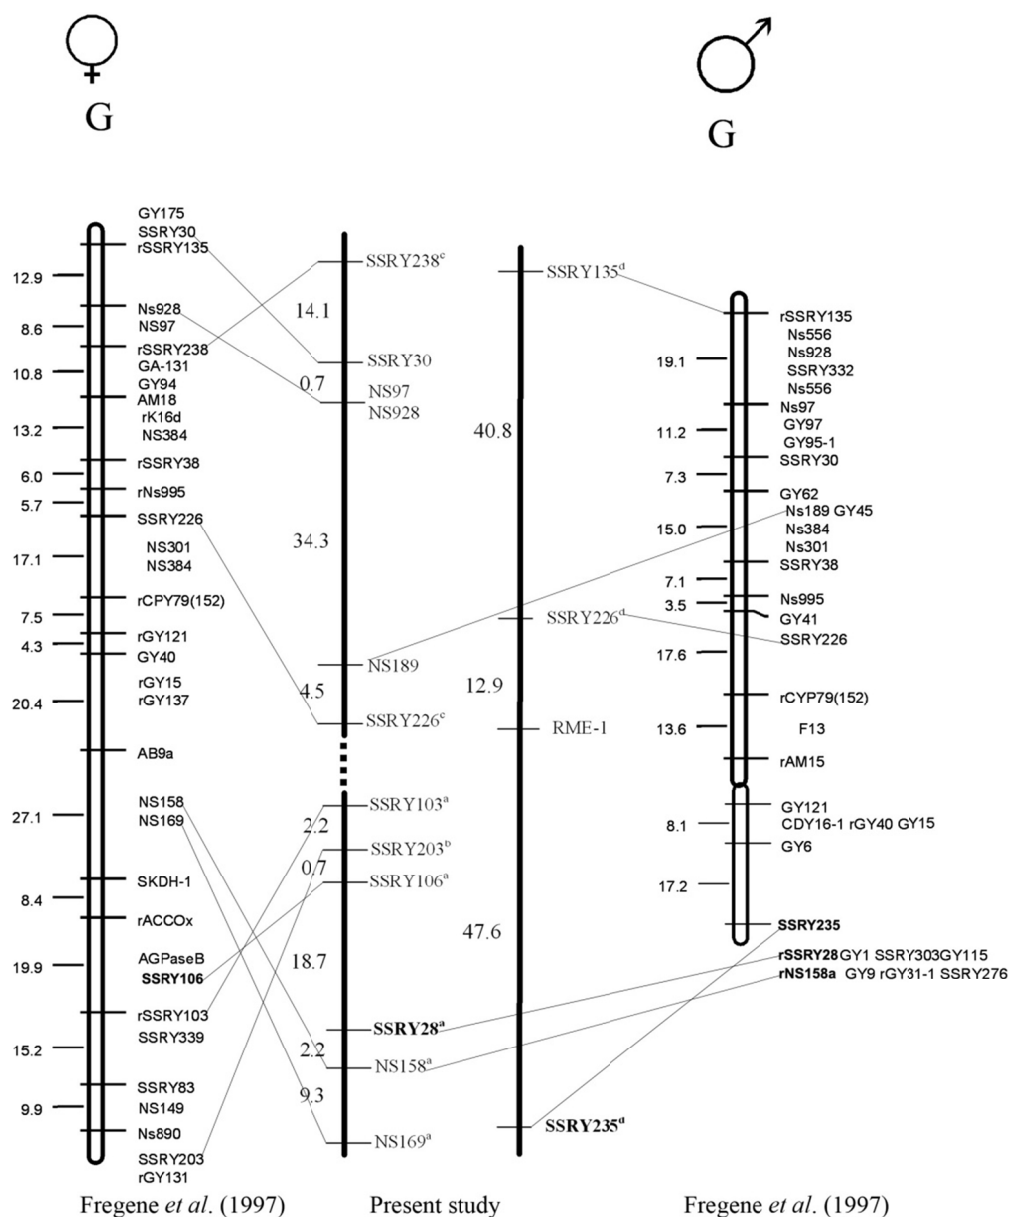 G
G
GY175
SSRY30
rSSRY135
12.9
Ns928
8.6
NS97
rSSRY238
GA-131
10.8
GY94
AM18
rK16d
13.2
NS384
rSSRY38
6.0
rNs995
5.7
SSRY226
NS301
17.1
NS384
rCPY79(152)
7.5
rGY121
4.3
GY40
rGY15
20.4
rGY137
AB9a
NS158
27.1
NS169
SKDH-1
8.4
rACCOx
AGPaseB
19.9
SSRY106
rSSRY103
SSRY339
15.2
SSRY83
9.9
NS149
Ns890
SSRY203
rGY131
Fregene et al. (1997)
SSRY238c
14.1
SSRY30
0.7
NS97
NS928
34.3
NS189
4.5
SSRY226c
SSRY103a
2.2
SSRY203b
0.7
SSRY106a
18.7
SSRY28a
2.2
NS158a
9.3
NS169a
SSRY135d
40.8
SSRY226d
12.9
RME-1
47.6
SSRY235d
Present study
rSSRY135
Ns556
Ns928
19.1
SSRY332
Ns556
Ns97
GY97
11.2
GY95-1
SSRY30
7.3
GY62
Ns189 GY45
15.0
Ns384
Ns301
SSRY38
7.1
Ns995
3.5
GY41
SSRY226
17.6
rCYP79(152)
13.6
F13
rAM15
GY121
8.1
CDY16-1 rGY40 GY15
GY6
17.2
SSRY235
rSSRY28 GY1 SSRY303GY115
rNS158a GY9 rGY31-1 SSRY276
Fregene et al. (1997)